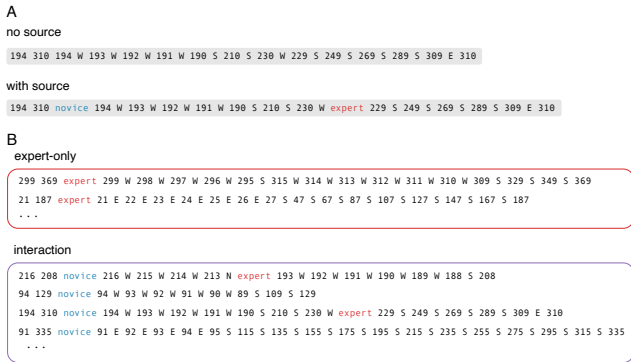 A
no source
194 310 194 W 193 W 192 W 191 W 190 S 210 S 230 W 229 S 249 S 269 S 289 S 309 E 310
with source
194 310 novice 194 W 193 W 192 W 191 W 190 S 210 S 230 W expert 229 S 249 S 269 S 289 S 309 E 310
B
expert-only
299 369 expert 299 W 298 W 297 W 296 W 295 S 315 W 314 W 313 W 312 W 311 W 310 W 309 S 329 S 349 S 369
21 187 expert 21 E 22 E 23 E 24 E 25 E 26 E 27 S 47 S 67 S 87 S 107 S 127 S 147 S 167 S 187
...
interaction
216 208 novice 216 W 215 W 214 W 213 N expert 193 W 192 W 191 W 190 W 189 W 188 S 208
94 129 novice 94 W 93 W 92 W 91 W 90 W 89 S 109 S 129
194 310 novice 194 W 193 W 192 W 191 W 190 S 210 S 230 W expert 229 S 249 S 269 S 289 S 309 E 310
91 335 novice 91 E 92 E 93 E 94 E 95 S 115 S 135 S 155 S 175 S 195 S 215 S 235 S 255 S 275 S 295 S 315 S 335
...